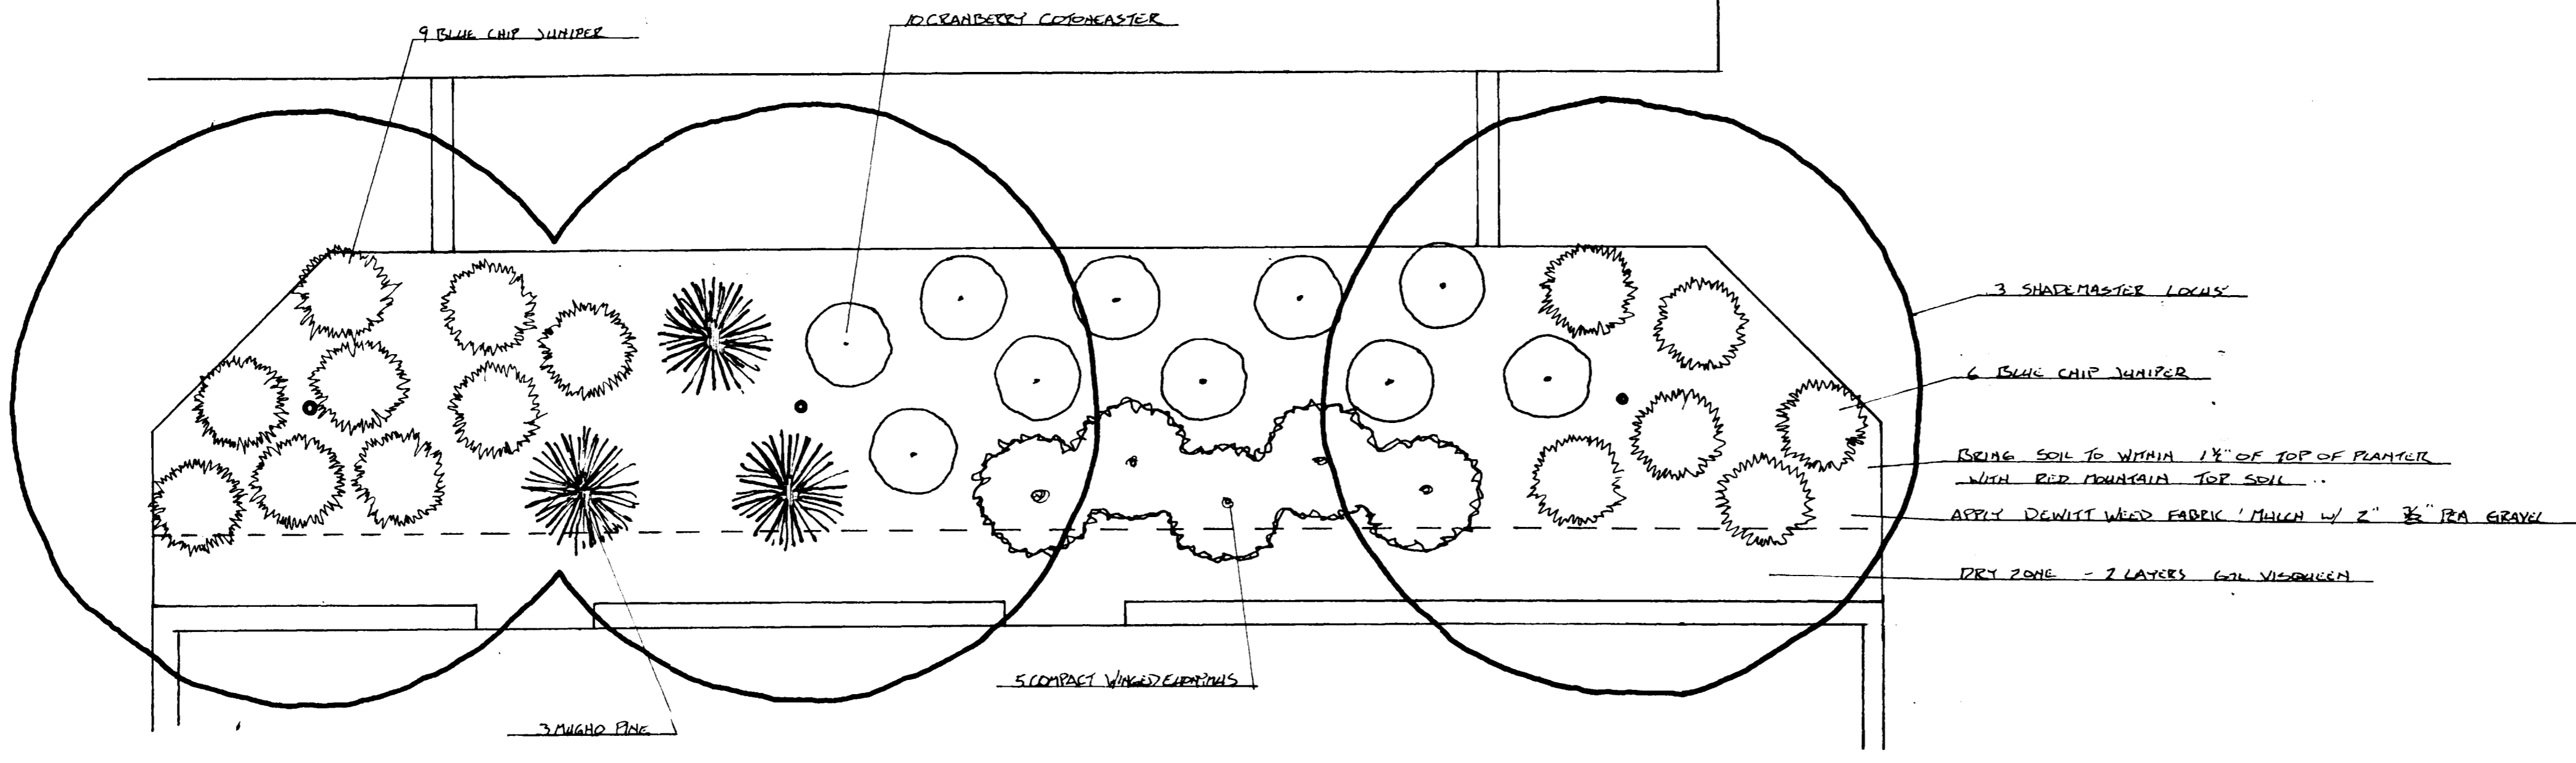 10 CRANBERRY COTONEASTER
9 BLUE CHIP JUNIPER
3 SHADEMASTER LOCUST
6 BLUE CHIP JUNIPER
BRING SOIL TO WITHIN 1½" OF TOP OF PLANTER
WITH RED MOUNTAIN TOP SOIL
APPLY DEWITT WEED FABRIC MULCH W/ 2" PEA GRAVEL
DRY ZONE - 2 LAYERS VISQUEEN
5 COMPACT WINGED EUONYMUS
3 MUGHO PINE